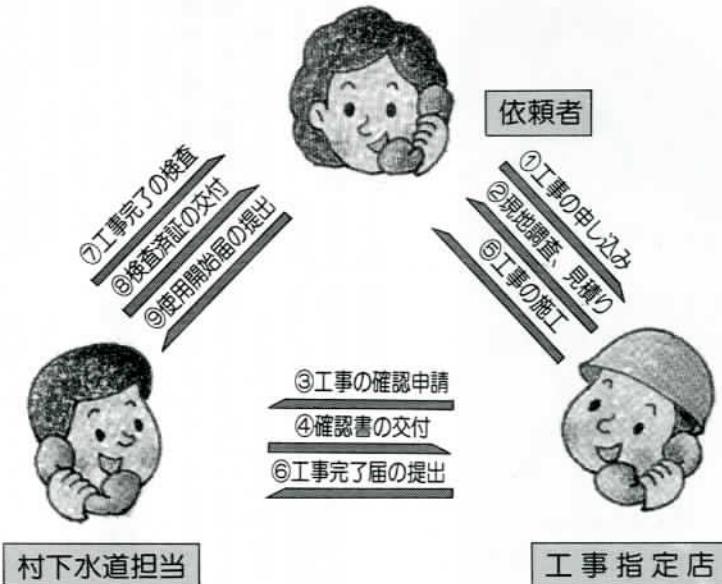 依頼者
①工事の申し込み
②現地調査、見積り
⑤工事の施工
⑦工事完了の検査
⑧検査済証の交付
⑨使用開始届の提出
③工事の確認申請
④確認書の交付
⑥工事完了届の提出
村下水道担当
工事指定店